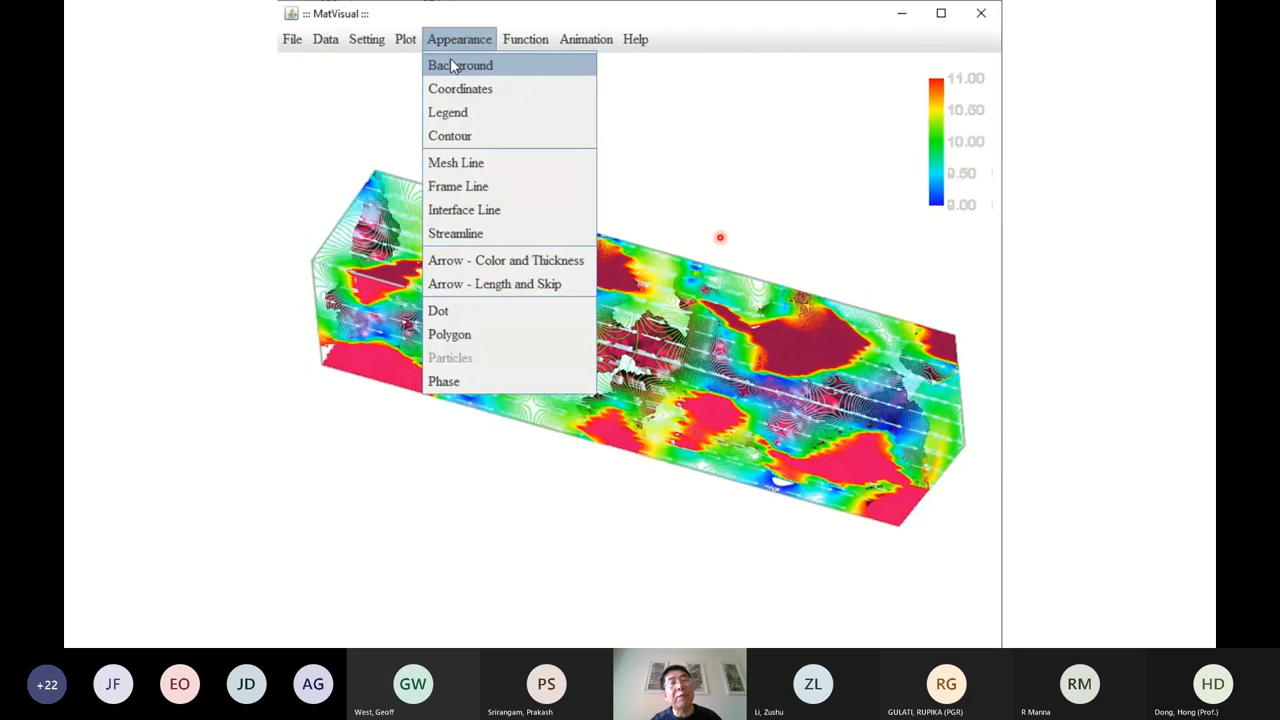 ::: MatVisual :::
File Data Setting Plot Appearance Function Animation Help
Background
Coordinates
Legend
Contour
Mesh Line
Frame Line
Interface Line
Streamline
Arrow - Color and Thickness
Arrow - Length and Skip
Dot
Polygon
Particles
Phase
11.00
10.50
10.00
9.50
9.00
+22 JF EO JD AG GW PS ZL RG RM HD
West, Geoff Srirangam, Prakash Li, Zushu GULATI, RUPIKA (PGR) R Manna Dong, Hong (Prof.)